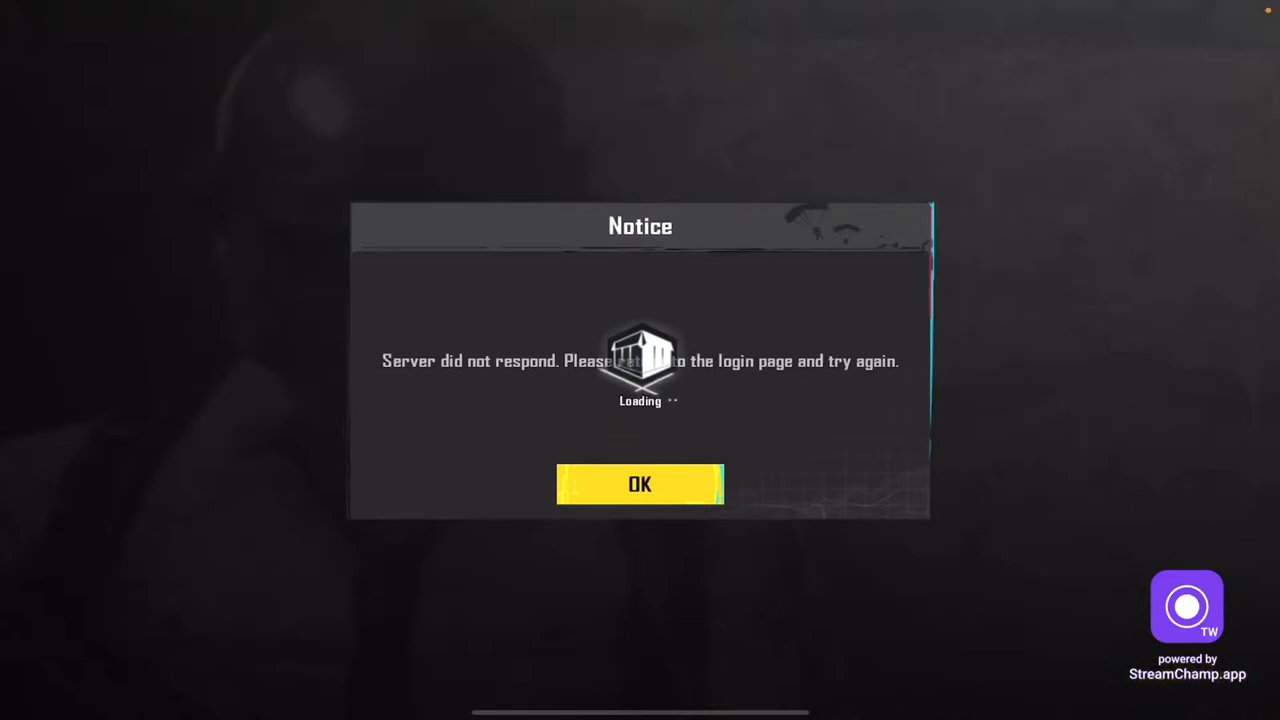 Notice
Server did not respond. Please return to the login page and try again.
Loading
OK
TW
powered by
StreamChamp.app